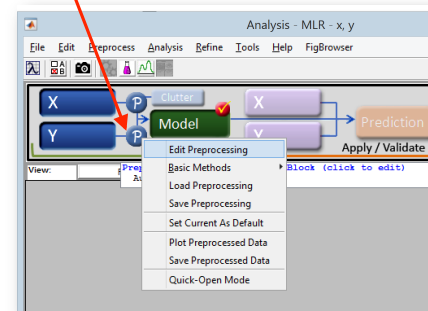 Analysis - MLR - x, y
File Edit Preprocess Analysis Refine Tools Help FigBrowser
X P Clutter X
Y P Model Y Prediction
Apply / Validate
View:
Block (click to edit)
Edit Preprocessing
Basic Methods
Load Preprocessing
Save Preprocessing
Set Current As Default
Plot Preprocessed Data
Save Preprocessed Data
Quick-Open Mode